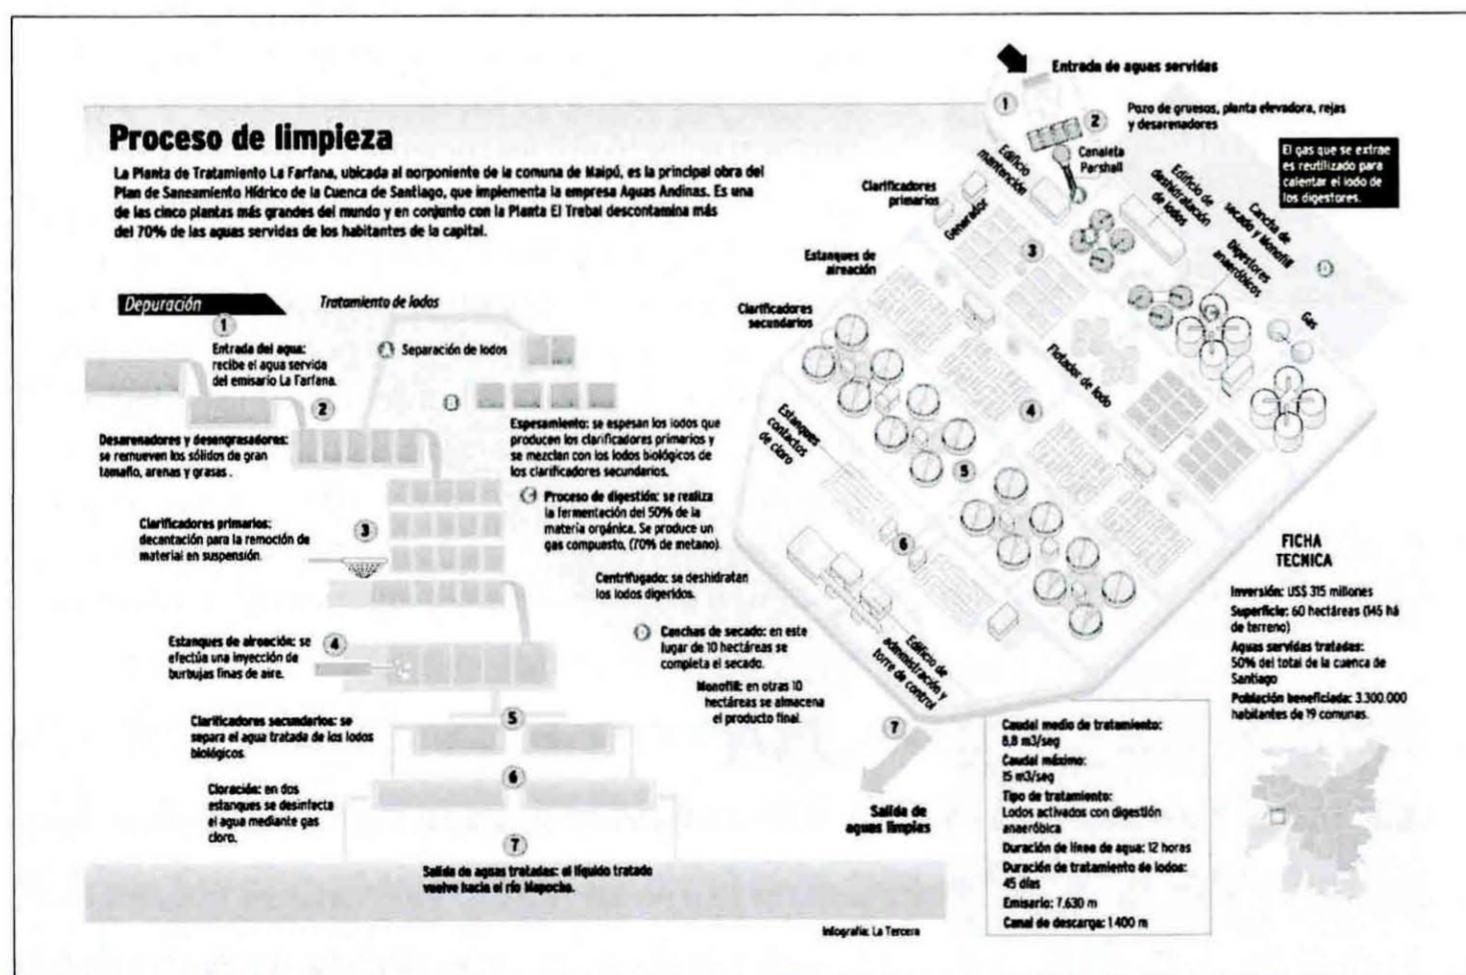 Proceso de limpieza
La Planta de Tratamiento La Farfana, ubicada al norponiente de la comuna de Maipú, es la principal obra del
Plan de Saneamiento Hídrico de la Cuenca de Santiago, que implementa la empresa Aguas Andinas. Es una
de las cinco plantas más grandes del mundo y en conjunto con la Planta El Trebal descontamina más
del 70% de las aguas servidas de los habitantes de la capital.
Depuración
Tratamiento de lodos
1
Entrada del agua:
recibe el agua servida
del emisario La Farfana.
2
Desarenadores y desengrasadores:
se remueven los sólidos de gran
tamaño, arenas y grasas .
3
Clarificadores primarios:
decantación para la remoción de
material en suspensión.
4
Estanques de aireación: se
efectúa una inyección de
burbujas finas de aire.
5
Clarificadores secundarios: se
separa el agua tratada de los lodos
biológicos.
6
Cloración: en dos
estanques se desinfecta
el agua mediante gas
cloro.
7
Salida de aguas tratadas: el líquido tratado
vuelve hacia el río Mapocho.
Separación de lodos
Espesamiento: se espesan los lodos que
producen los clarificadores primarios y
se mezclan con los lodos biológicos de
los clarificadores secundarios.
Proceso de digestión: se realiza
la fermentación del 50% de la
materia orgánica. Se produce un
gas compuesto, (70% de metano).
Centrifugado: se deshidratan
los lodos digeridos.
Canchas de secado: en este
lugar de 10 hectáreas se
completa el secado.
Monofill: en otras 10
hectáreas se almacena
el producto final.
Entrada de aguas servidas
1
2
Pozo de gruesos, planta elevadora, rejas
y desarenadores
Canaleta
Parshall
Edificio
mantención
Edificio de
deshidratación
de lodos
El gas que se extrae
es reutilizado para
calentar el lodo de
los digestores.
Cancha de
secado y Monofill
Digestores
anaeróbicos
Gas
Clarificadores
primarios
Generador
3
Estanques de
aireación
Clarificadores
secundarios
Flotador de lodo
4
5
Estanques
contactos
de claro
6
Edificio de
administración y
torre de control
7
Salida de
aguas limpias
FICHA
TECNICA
Inversión: US$ 315 millones
Superficie: 60 hectáreas (145 há
de terreno)
Aguas servidas tratadas:
50% del total de la cuenca de
Santiago
Población beneficiada: 3.300.000
habitantes de 19 comunas.
Caudal medio de tratamiento:
8,8 m3/seg
Caudal máximo:
15 m3/seg
Tipo de tratamiento:
Lodos activados con digestión
anaeróbica
Duración de línea de agua: 12 horas
Duración de tratamiento de lodos:
45 días
Emisario: 7.630 m
Canal de descarga: 1400 m
Infografía: La Tercera